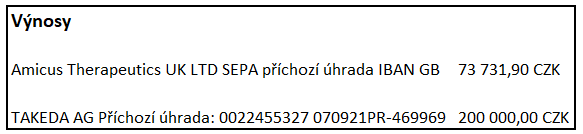 Výnosy
Amicus Therapeutics UK LTD SEPA příchozí úhrada IBAN GB 73 731,90 CZK
TAKEDA AG Příchozí úhrada: 0022455327 070921PR-469969 200 000,00 CZK